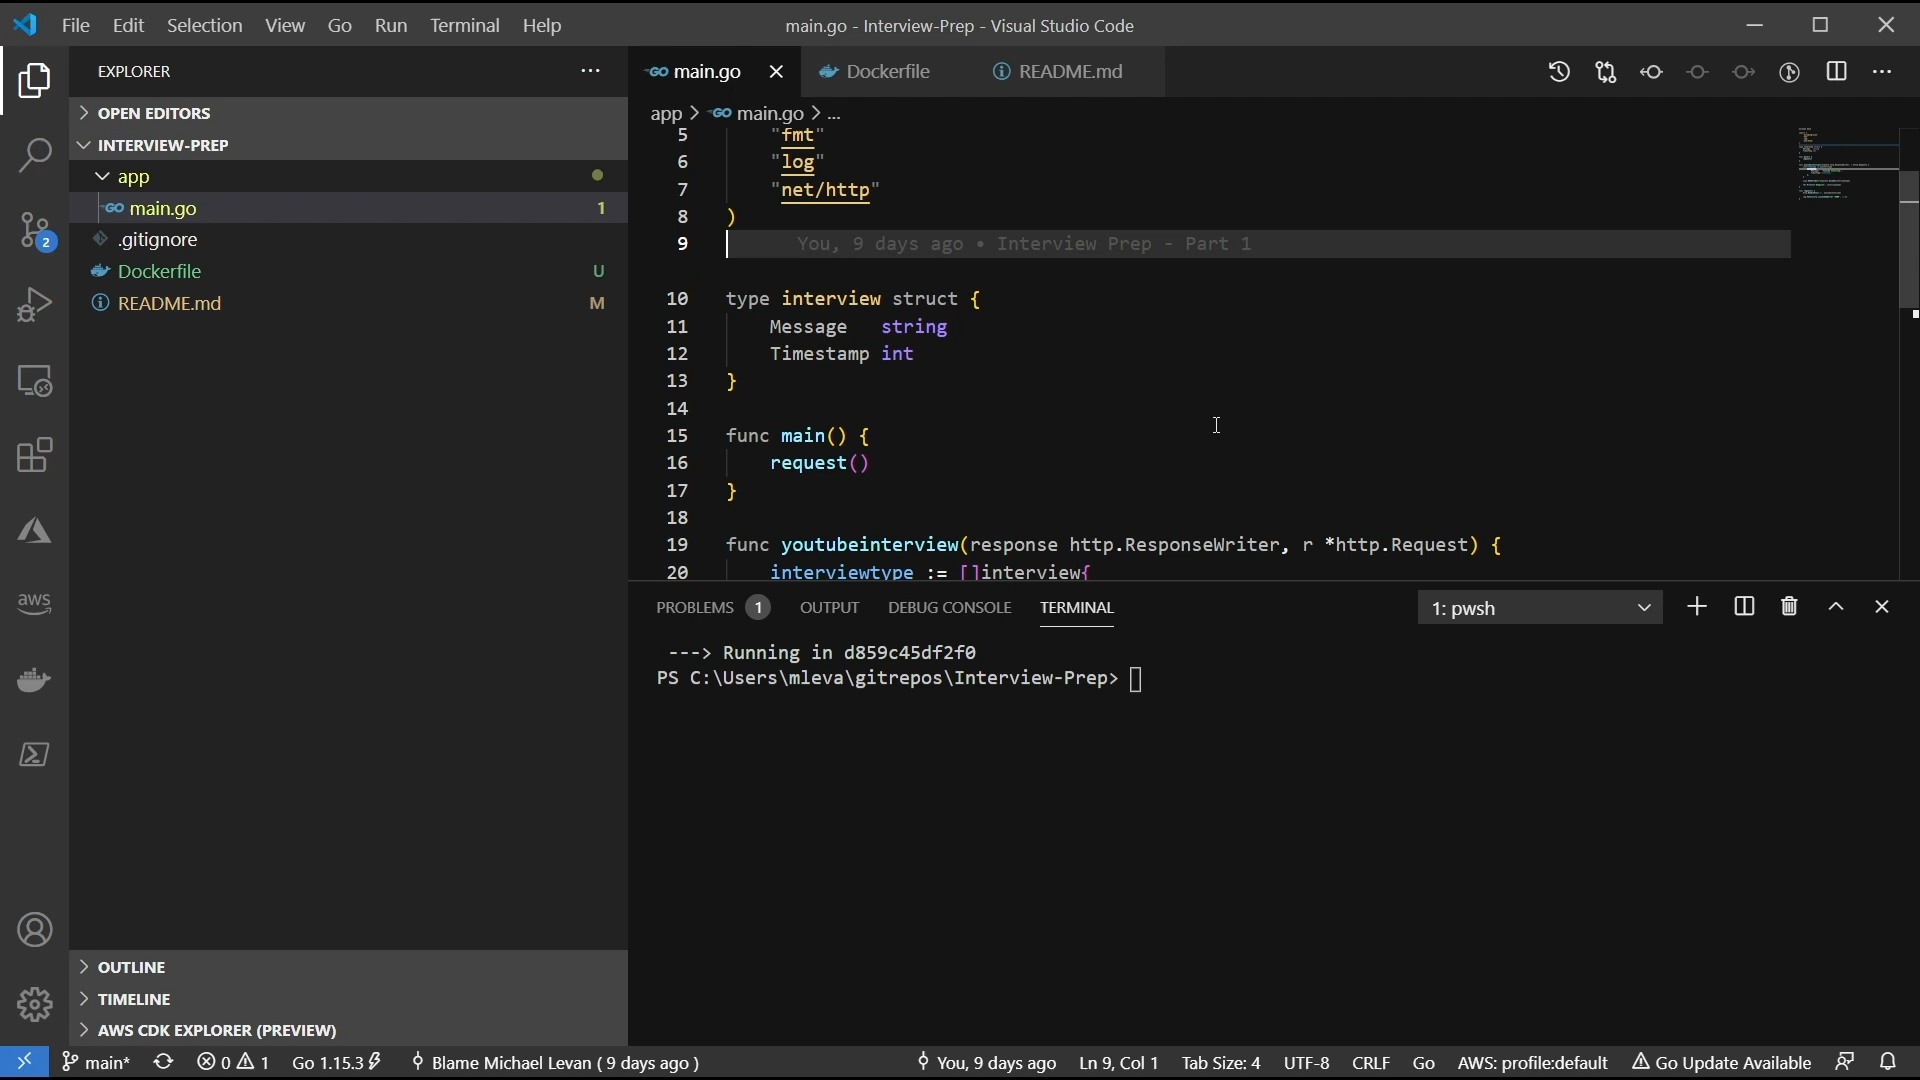 File Edit Selection View Go Run Terminal Help
main.go - Interview-Prep - Visual Studio Code
EXPLORER
OPEN EDITORS
INTERVIEW-PREP
app
main.go 1
.gitignore
Dockerfile U
README.md M
OUTLINE
TIMELINE
AWS CDK EXPLORER (PREVIEW)
2
aws
GO main.go
Dockerfile
README.md
app > GO main.go > ...
5 "fmt"
6 "log"
7 "net/http"
8 )
9 You, 9 days ago • Interview Prep - Part 1
10 type interview struct {
11 Message string
12 Timestamp int
13 }
14
15 func main() {
16 request()
17 }
18
19 func youtubeinterview(response http.ResponseWriter, r *http.Request) {
20 interviewtype := []interview{
PROBLEMS 1 OUTPUT DEBUG CONSOLE TERMINAL
1: pwsh
---> Running in d859c45df2f0
PS C:\Users\mleva\gitrepos\Interview-Prep>
main* 0 1 Go 1.15.3 Blame Michael Levan ( 9 days ago ) You, 9 days ago Ln 9, Col 1 Tab Size: 4 UTF-8 CRLF Go AWS: profile:default Go Update Available